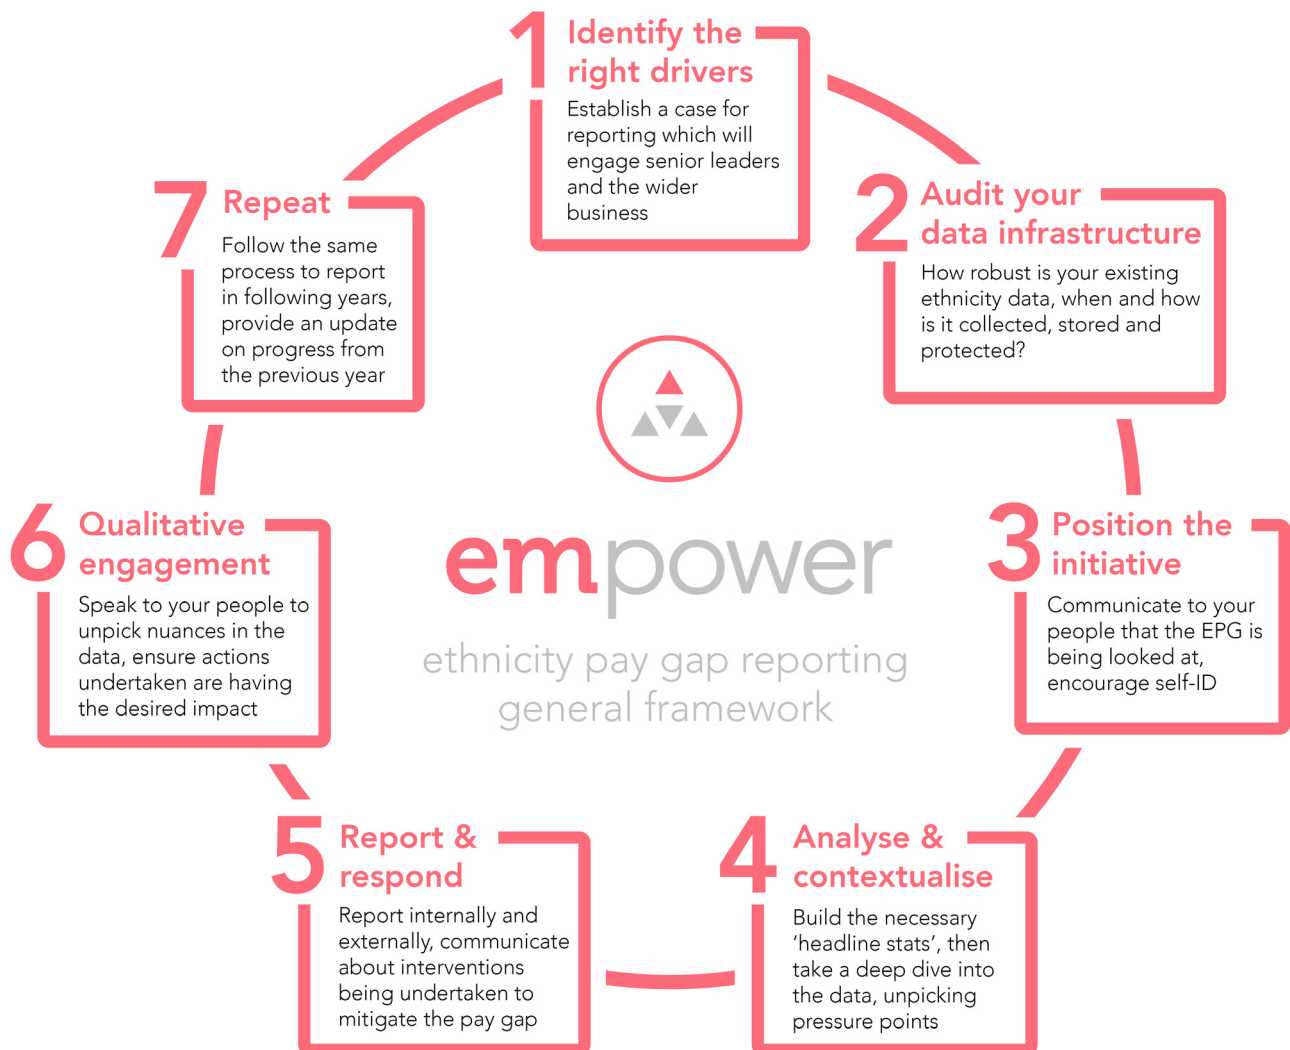 1
Identify the
right drivers
Establish a case for
reporting which will
engage senior leaders
and the wider
business
2
Audit your
data infrastructure
How robust is your existing
ethnicity data, when and how
is it collected, stored and
protected?
3
Position the
initiative
Communicate to your
people that the EPG is
being looked at,
encourage self-ID
4
Analyse &
contextualise
Build the necessary
‘headline stats’, then
take a deep dive into
the data, unpicking
pressure points
5
Report &
respond
Report internally and
externally, communicate
about interventions
being undertaken to
mitigate the pay gap
6
Qualitative
engagement
Speak to your people to
unpick nuances in the
data, ensure actions
undertaken are having
the desired impact
7
Repeat
Follow the same
process to report
in following years,
provide an update
on progress from
the previous year
empower
ethnicity pay gap reporting
general framework